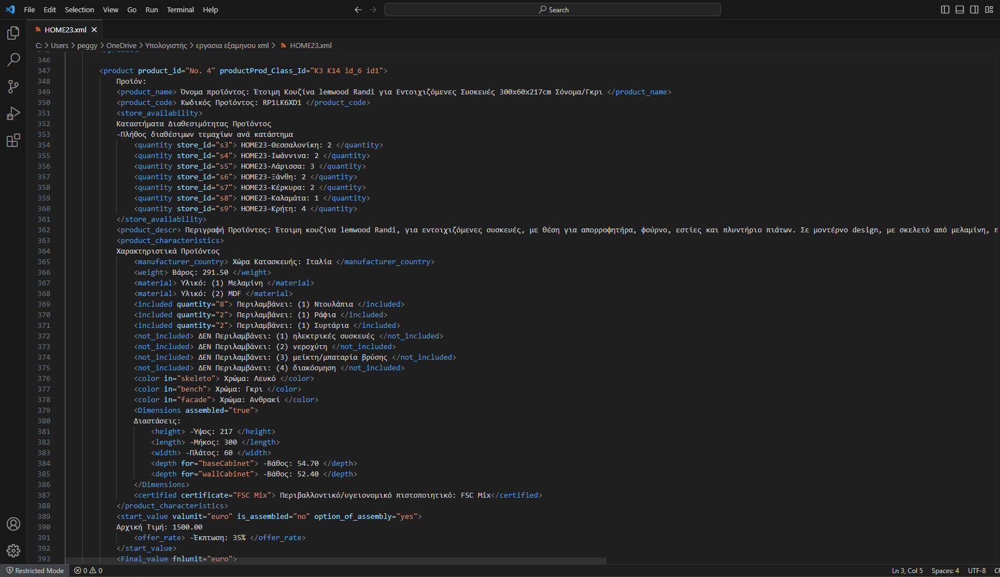 File Edit Selection View Go Run Terminal Help
Search
HOME23.xml
C: > Users > peggy > OneDrive > Υπολογιστής > εργασια εξαμηνου xml > HOME23.xml
346
347 <product product_id="No. 4" productProd_Class_Id="K3 K14 id_6 id1">
348 Προϊόν:
349 <product_name> Όνομα προϊόντος: Έτοιμη Κουζίνα lemwood Randi για Εντοιχιζόμενες Συσκευές 300x60x217cm Σόνομα/Γκρι </product_name>
350 <product_code> Κωδικός Προϊόντος: RP1LK6XD1 </product_code>
351 <store_availability>
352 Καταστήματα Διαθεσιμότητας Προϊόντος
353 -Πλήθος διαθέσιμων τεμαχίων ανά κατάστημα
354 <quantity store_id="s3"> HOME23-Θεσσαλονίκη: 2 </quantity>
355 <quantity store_id="s4"> HOME23-Ιωάννινα: 2 </quantity>
356 <quantity store_id="s5"> HOME23-Λάρισσα: 3 </quantity>
357 <quantity store_id="s6"> HOME23-Ξάνθη: 2 </quantity>
358 <quantity store_id="s7"> HOME23-Κέρκυρα: 2 </quantity>
359 <quantity store_id="s8"> HOME23-Καλαμάτα: 1 </quantity>
360 <quantity store_id="s9"> HOME23-Κρήτη: 4 </quantity>
361 </store_availability>
362 <product_descr> Περιγραφή Προϊόντος: Έτοιμη κουζίνα lemwood Randi, για εντοιχιζόμενες συσκευές, με θέση για απορροφητήρα, φούρνο, εστίες και πλυντήριο πιάτων. Σε μοντέρνο design, με σκελετό από μελαμίνη,
363 <product_characteristics>
364 Χαρακτηριστικά Προϊόντος
365 <manufacturer_country> Χώρα Κατασκευής: Ιταλία </manufacturer_country>
366 <weight> Βάρος: 291.50 </weight>
367 <material> Υλικό: (1) Μελαμίνη </material>
368 <material> Υλικό: (2) MDF </material>
369 <included quantity="8"> Περιλαμβάνει: (1) Ντουλάπια </included>
370 <included quantity="2"> Περιλαμβάνει: (1) Ράφια </included>
371 <included quantity="2"> Περιλαμβάνει: (1) Συρτάρια </included>
372 <not_included> ΔΕΝ Περιλαμβάνει: (1) ηλεκτρικές συσκευές </not_included>
373 <not_included> ΔΕΝ Περιλαμβάνει: (2) νεροχύτη </not_included>
374 <not_included> ΔΕΝ Περιλαμβάνει: (3) μείκτη/μπαταρία βρύσης </not_included>
375 <not_included> ΔΕΝ Περιλαμβάνει: (4) διακόσμηση </not_included>
376 <color in="skeleto"> Χρώμα: Λευκό </color>
377 <color in="bench"> Χρώμα: Γκρι </color>
378 <color in="facade"> Χρώμα: Ανθρακί </color>
379 <Dimensions assembled="true">
380 Διαστάσεις:
381 <height> -Ύψος: 217 </height>
382 <length> -Μήκος: 300 </length>
383 <width> -Πλάτος: 60 </width>
384 <depth for="baseCabinet"> -Βάθος: 54.70 </depth>
385 <depth for="wallCabinet"> -Βάθος: 52.40 </depth>
386 </Dimensions>
387 <certified certificate="FSC Mix"> Περιβαλλοντικό/υγειονομικό πιστοποιητικό: FSC Mix</certified>
388 </product_characteristics>
389 <start_value valunit="euro" is_assembled="no" option_of_assembly="yes">
390 Αρχική Τιμή: 1500.00
391 <offer_rate> -Έκπτωση: 35% </offer_rate>
392 </start_value>
393 <Final_value fnlunit="euro">
Restricted Mode 0 0 Ln 3, Col 5 Spaces: 4 UTF-8